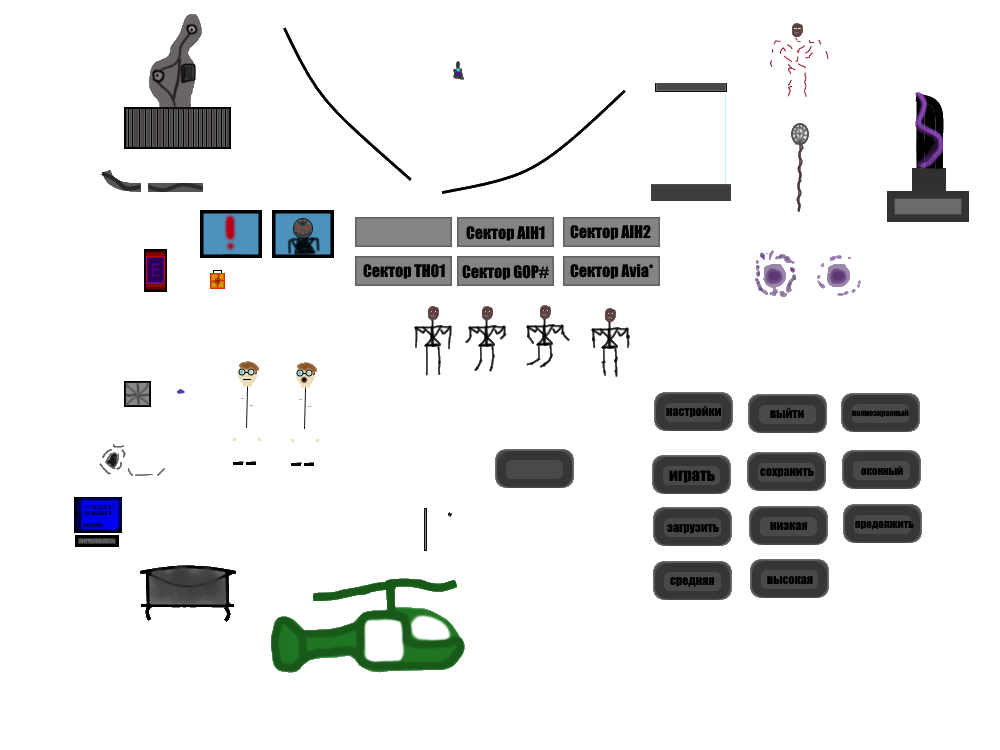 Сектор AIH1
Сектор AIH2
Сектор TH01
Сектор GOP#
Сектор Avia*
настройки
выйти
полноэкранный
играть
сохранить
оконный
загрузить
низкая
продолжить
средняя
высокая